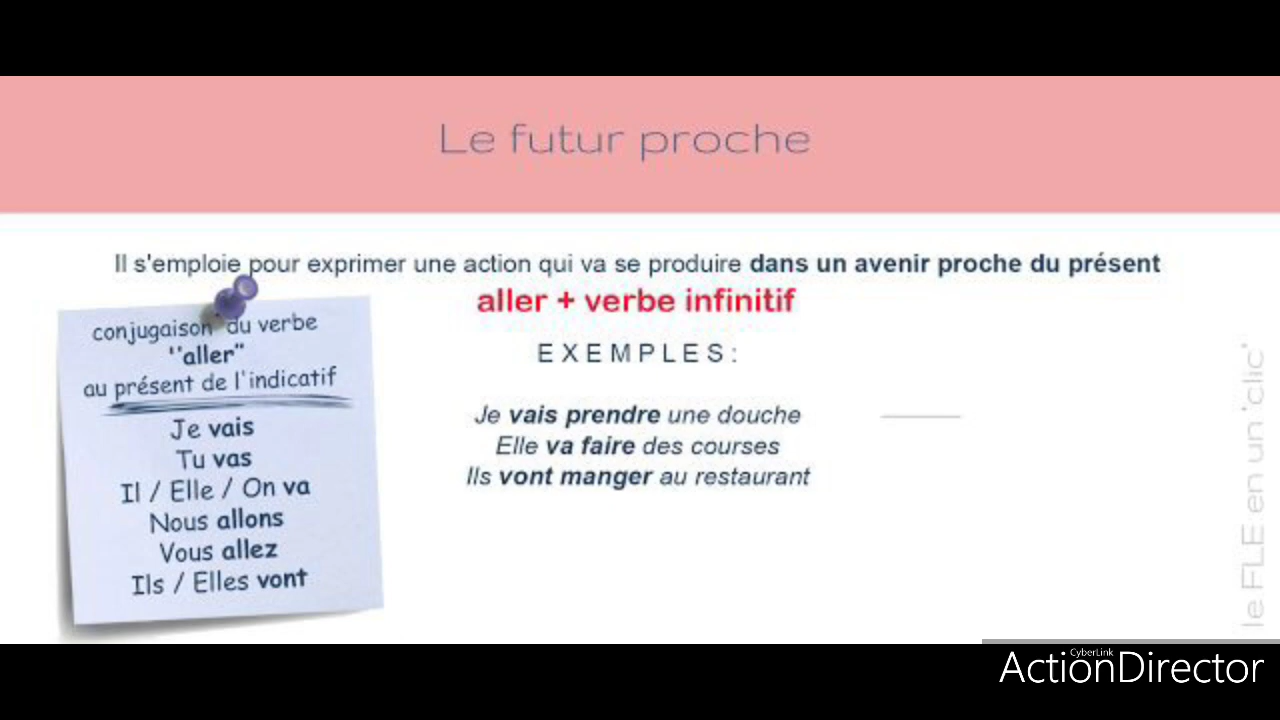 Le futur proche
Il s'emploie pour exprimer une action qui va se produire dans un avenir proche du présent
aller + verbe infinitif
EXEMPLES:
Je vais prendre une douche
Elle va faire des courses
Ils vont manger au restaurant
conjugaison du verbe
''aller"
au présent de l'indicatif
Je vais
Tu vas
Il / Elle / On va
Nous allons
Vous allez
Ils / Elles vont
le FLE en un 'clic'
CyberLink
ActionDirector